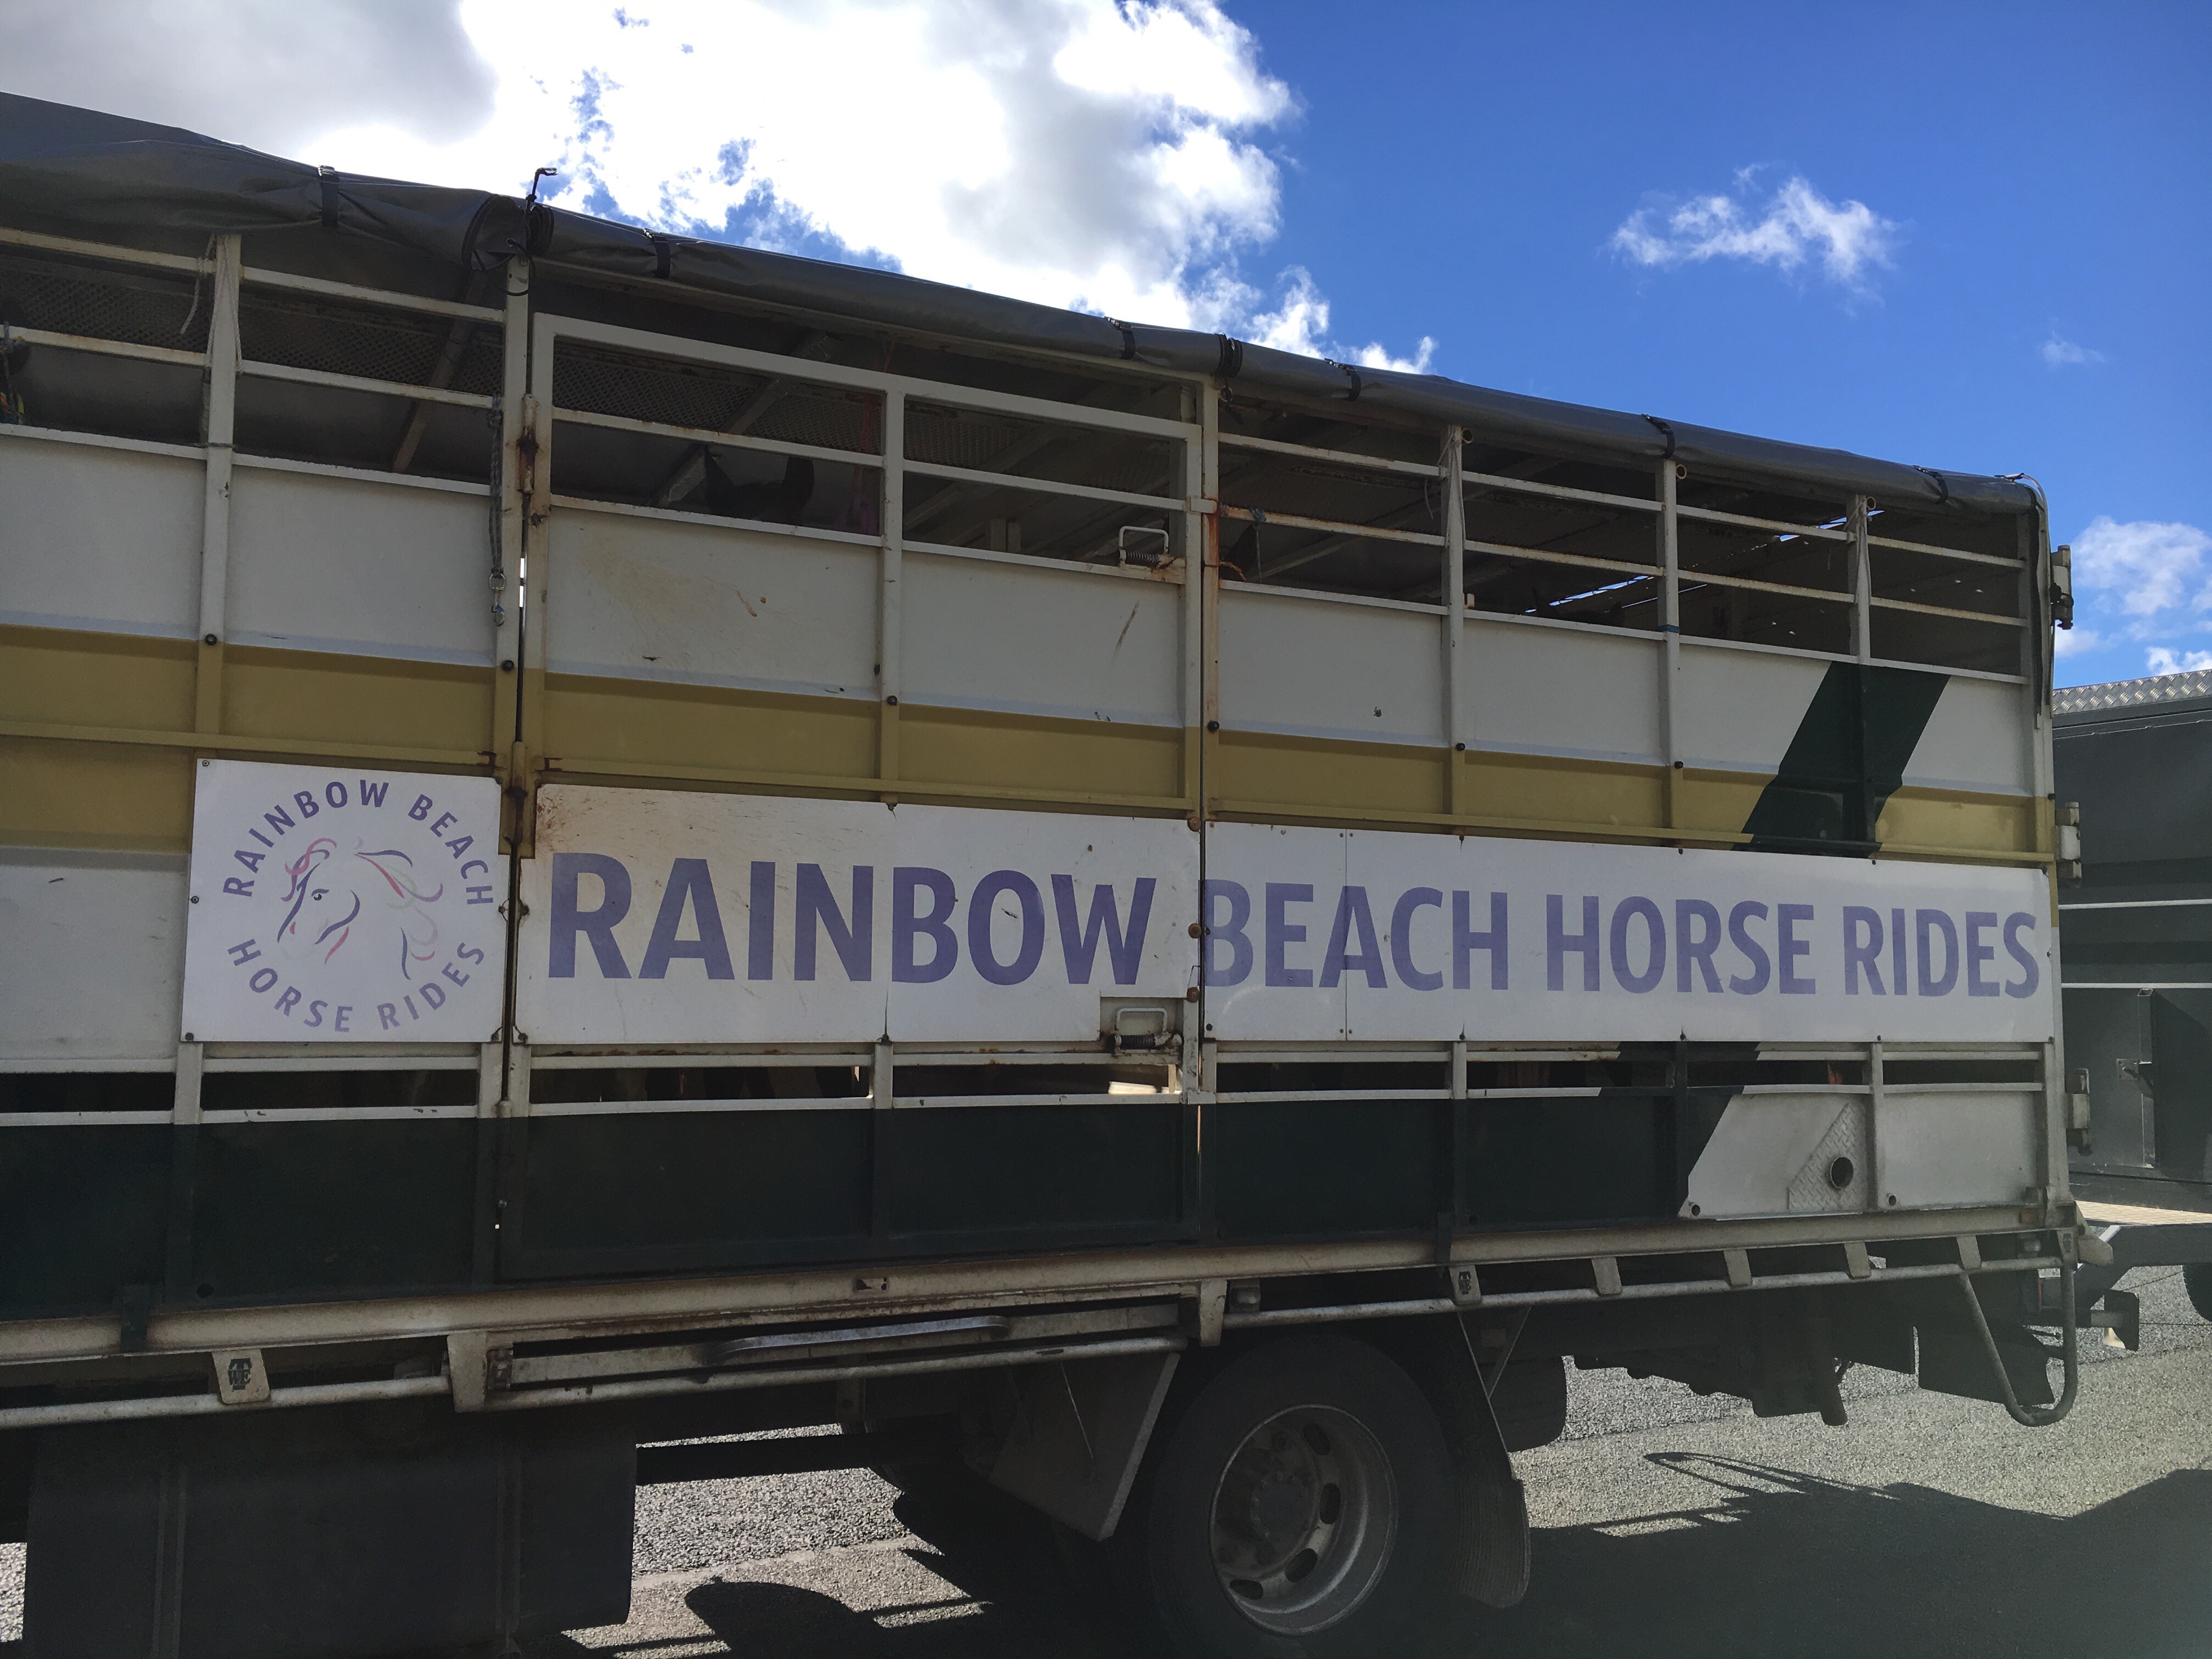 RAINBOW BEACH
HORSE RIDES
RAINBOW BEACH HORSE RIDES